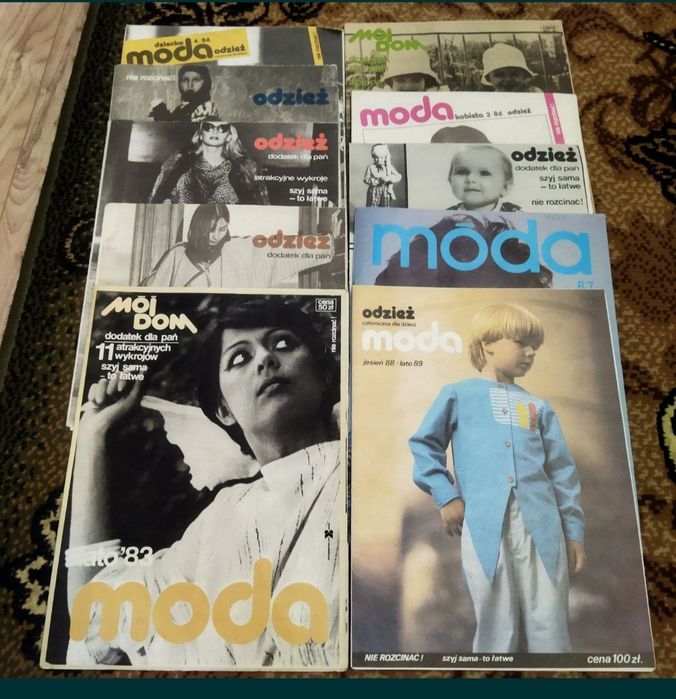 dziecko 4/86
moda odzież
nie rozcinać!
odzież
odzież
dodatek dla pań
atrakcyjne wykroje
szyj sama
– to łatwe
odzież
dodatek dla pań
MÓJ
DOM
dodatek dla pań
11 atrakcyjnych
wykrojów
szyj sama
– to łatwe
cena
50 zł
nie rozcinać!
lato '83
moda
MÓJ
DOM
moda
kobieta 3/86 odzież
nie rozcinać
odzież
dodatek dla pań
szyj sama
– to łatwe
nie rozcinać!
moda
87
odzież
całoroczna dla dzieci
moda
jesień 88 - lato 89
NIE ROZCINAĆ! szyj sama - to łatwe cena 100 zł.